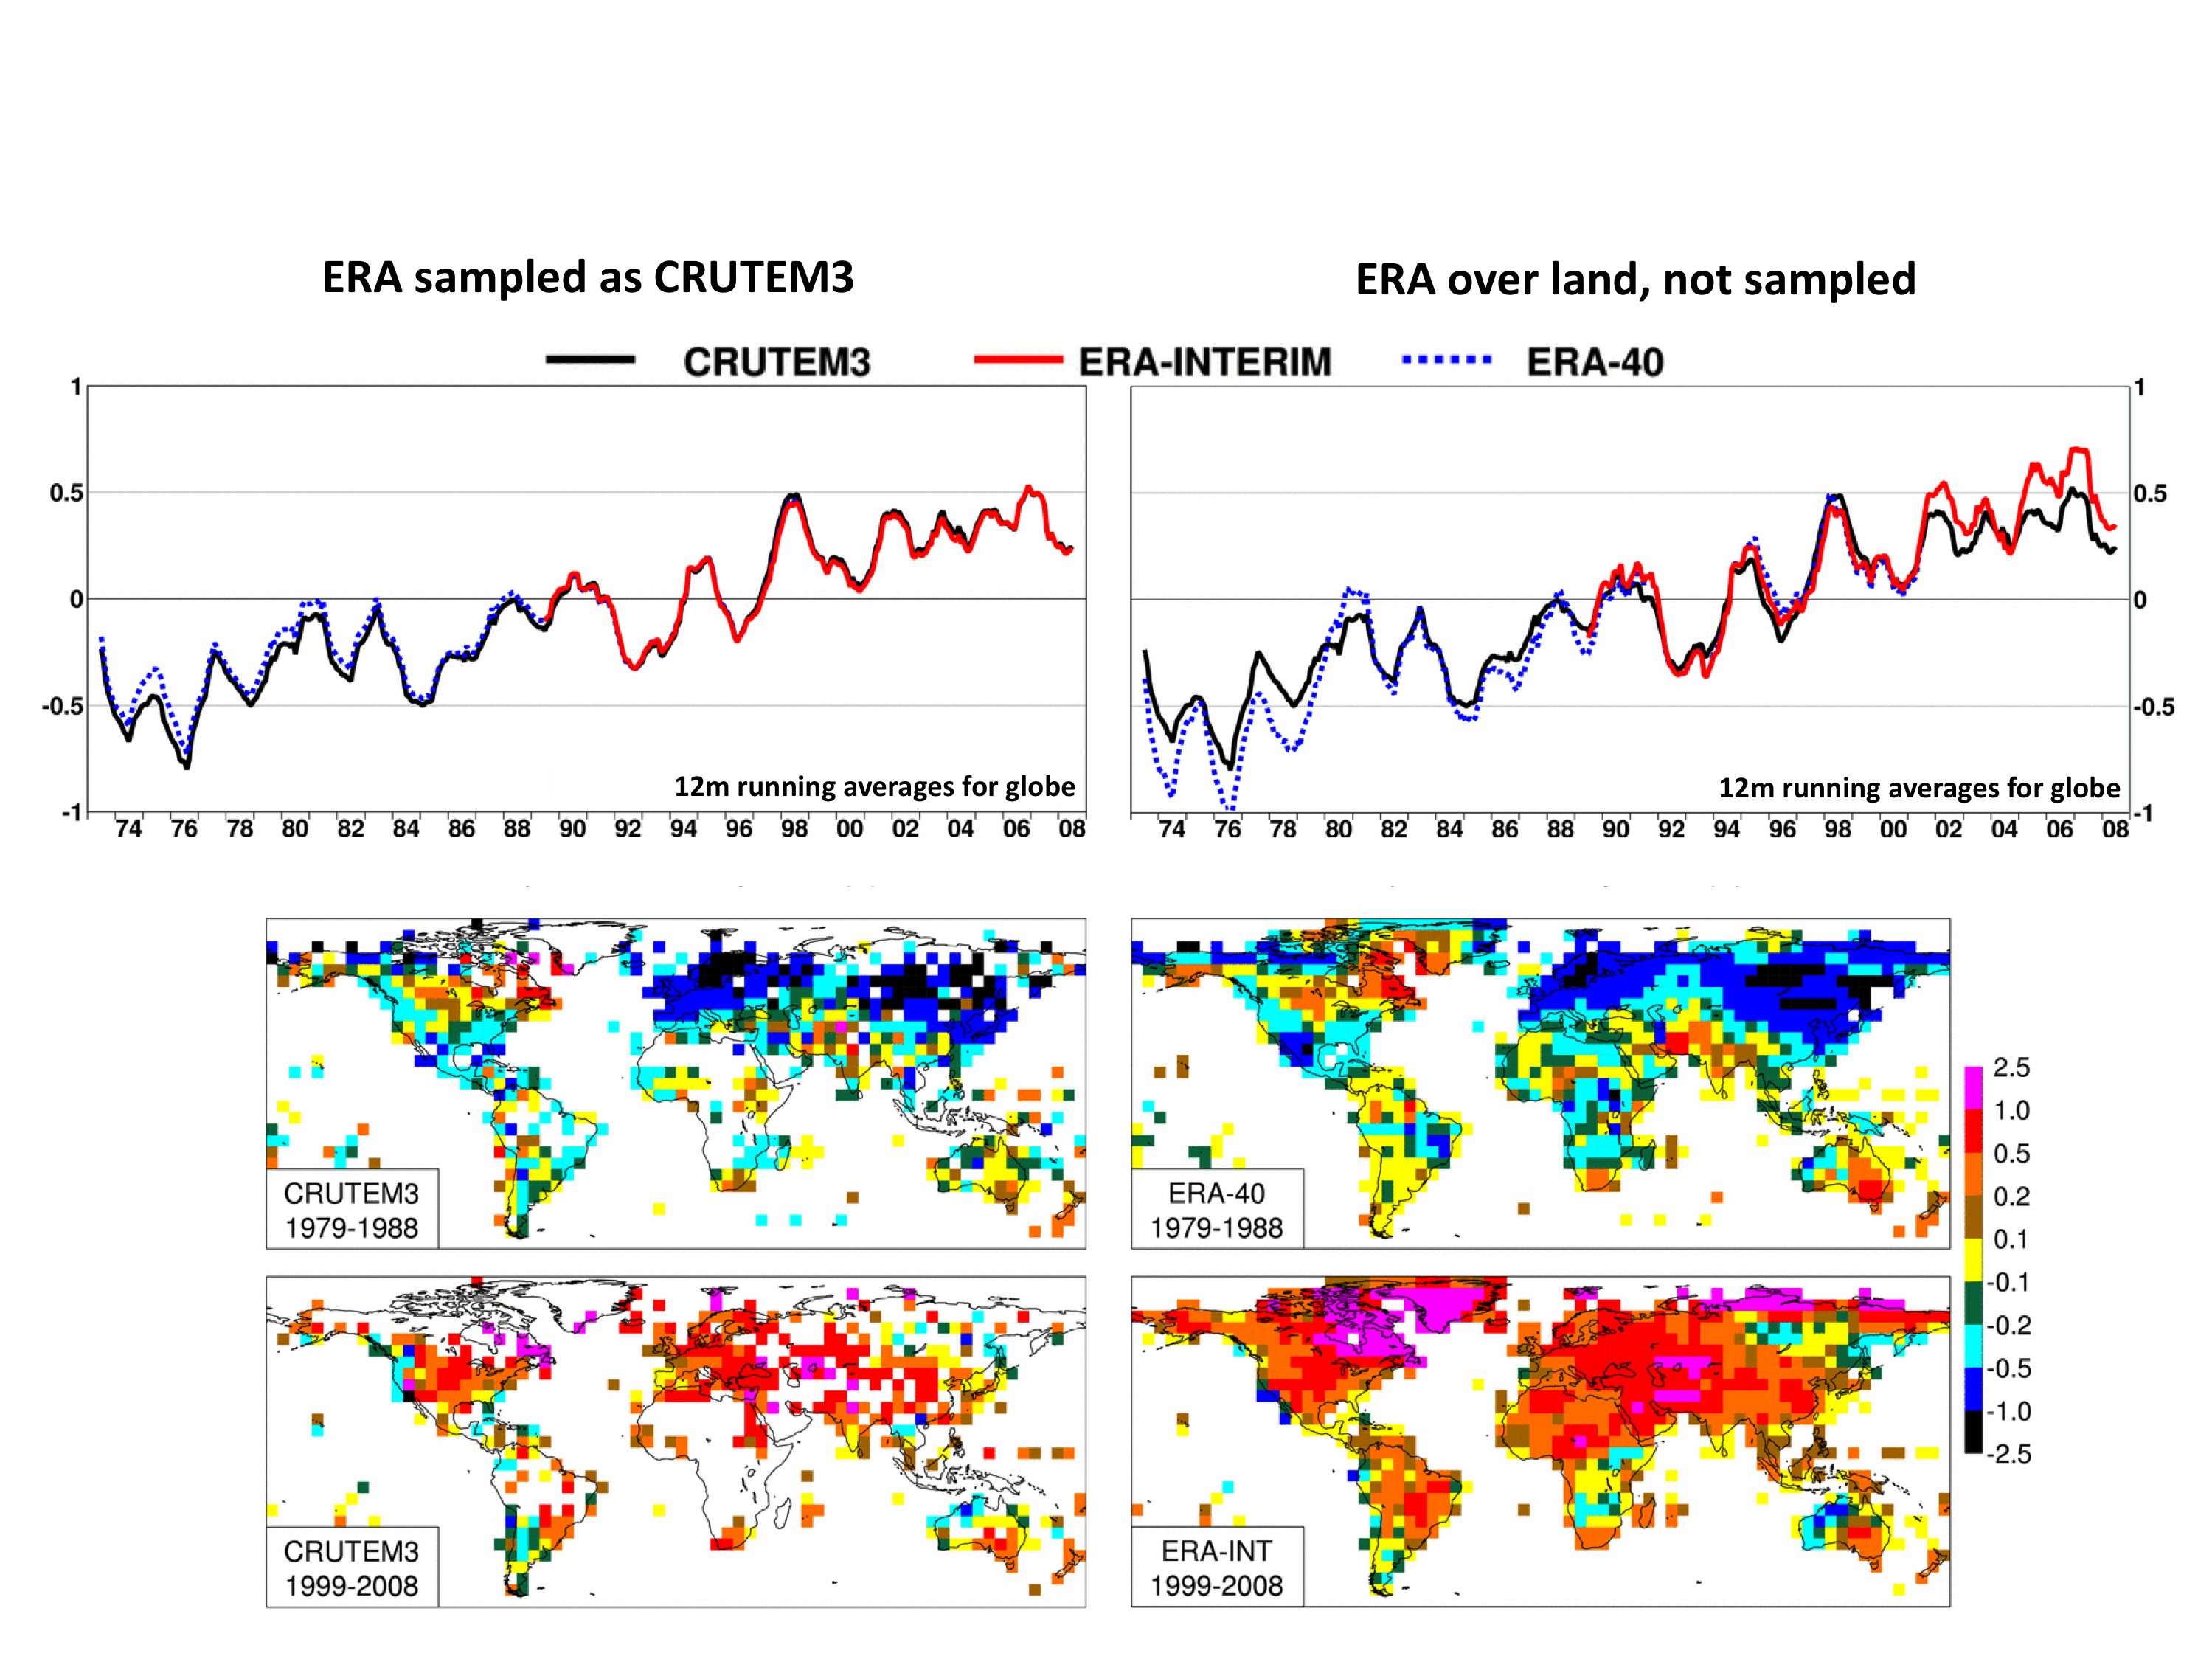 ERA sampled as CRUTEM3
ERA over land, not sampled
CRUTEM3
ERA-INTERIM
ERA-40
1
0.5
0
-0.5
-1
12m running averages for globe
74 76 78 80 82 84 86 88 90 92 94 96 98 00 02 04 06 08
1
0.5
0
-0.5
-1
12m running averages for globe
74 76 78 80 82 84 86 88 90 92 94 96 98 00 02 04 06 08
CRUTEM3
1979-1988
ERA-40
1979-1988
CRUTEM3
1999-2008
ERA-INT
1999-2008
2.5
1.0
0.5
0.2
0.1
-0.1
-0.2
-0.5
-1.0
-2.5